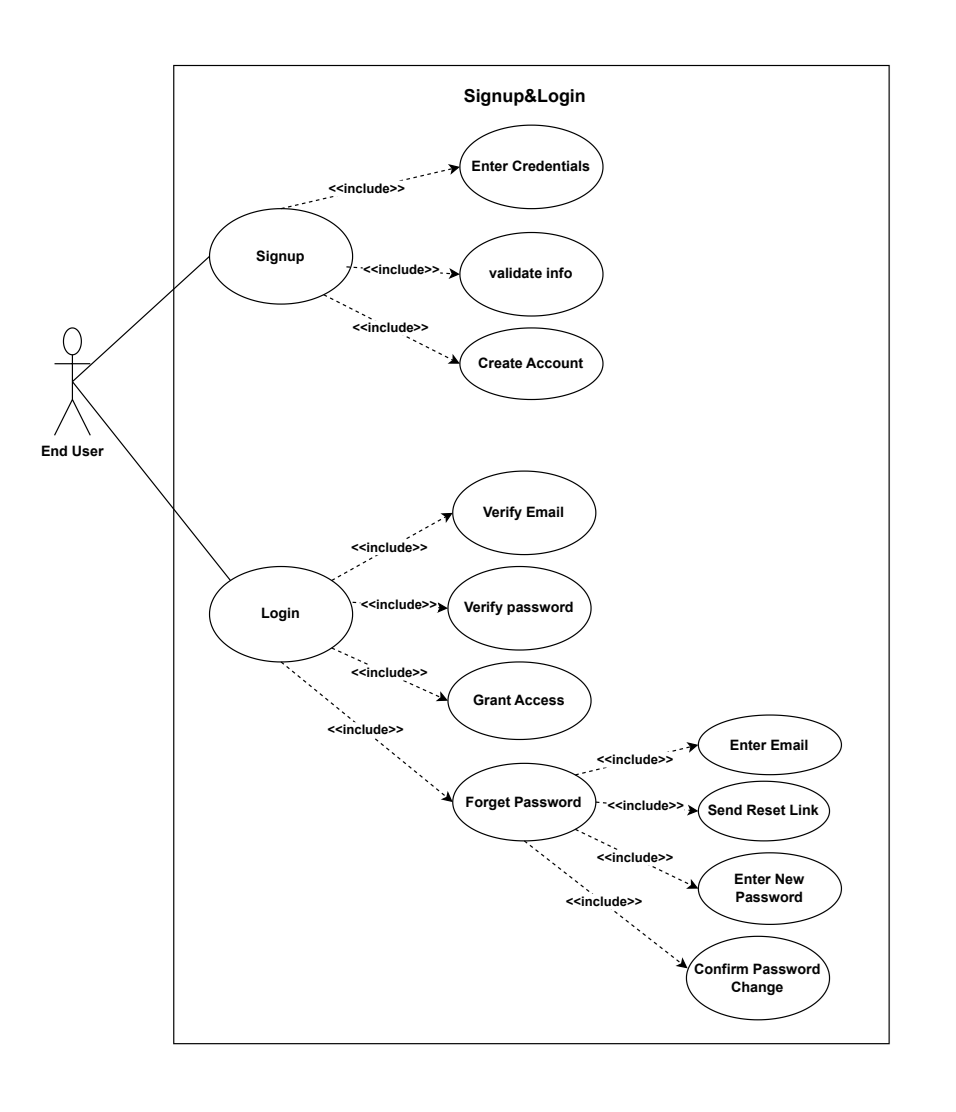 Signup&Login
Enter Credentials
<<include>>
Signup
<<include>>
validate info
<<include>>
Create Account
End User
Verify Email
<<include>>
Login
<<include>>
Verify password
<<include>>
Grant Access
<<include>>
Forget Password
<<include>>
Enter Email
<<include>>
Send Reset Link
<<include>>
Enter New
Password
<<include>>
Confirm Password
Change